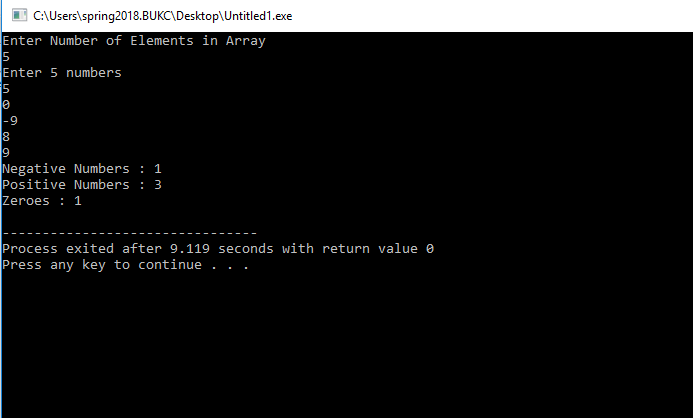 C:\Users\spring2018.BUKC\Desktop\Untitled1.exe
Enter Number of Elements in Array
5
Enter 5 numbers
5
0
-9
8
9
Negative Numbers : 1
Positive Numbers : 3
Zeroes : 1
--------------------------------
Process exited after 9.119 seconds with return value 0
Press any key to continue . . .